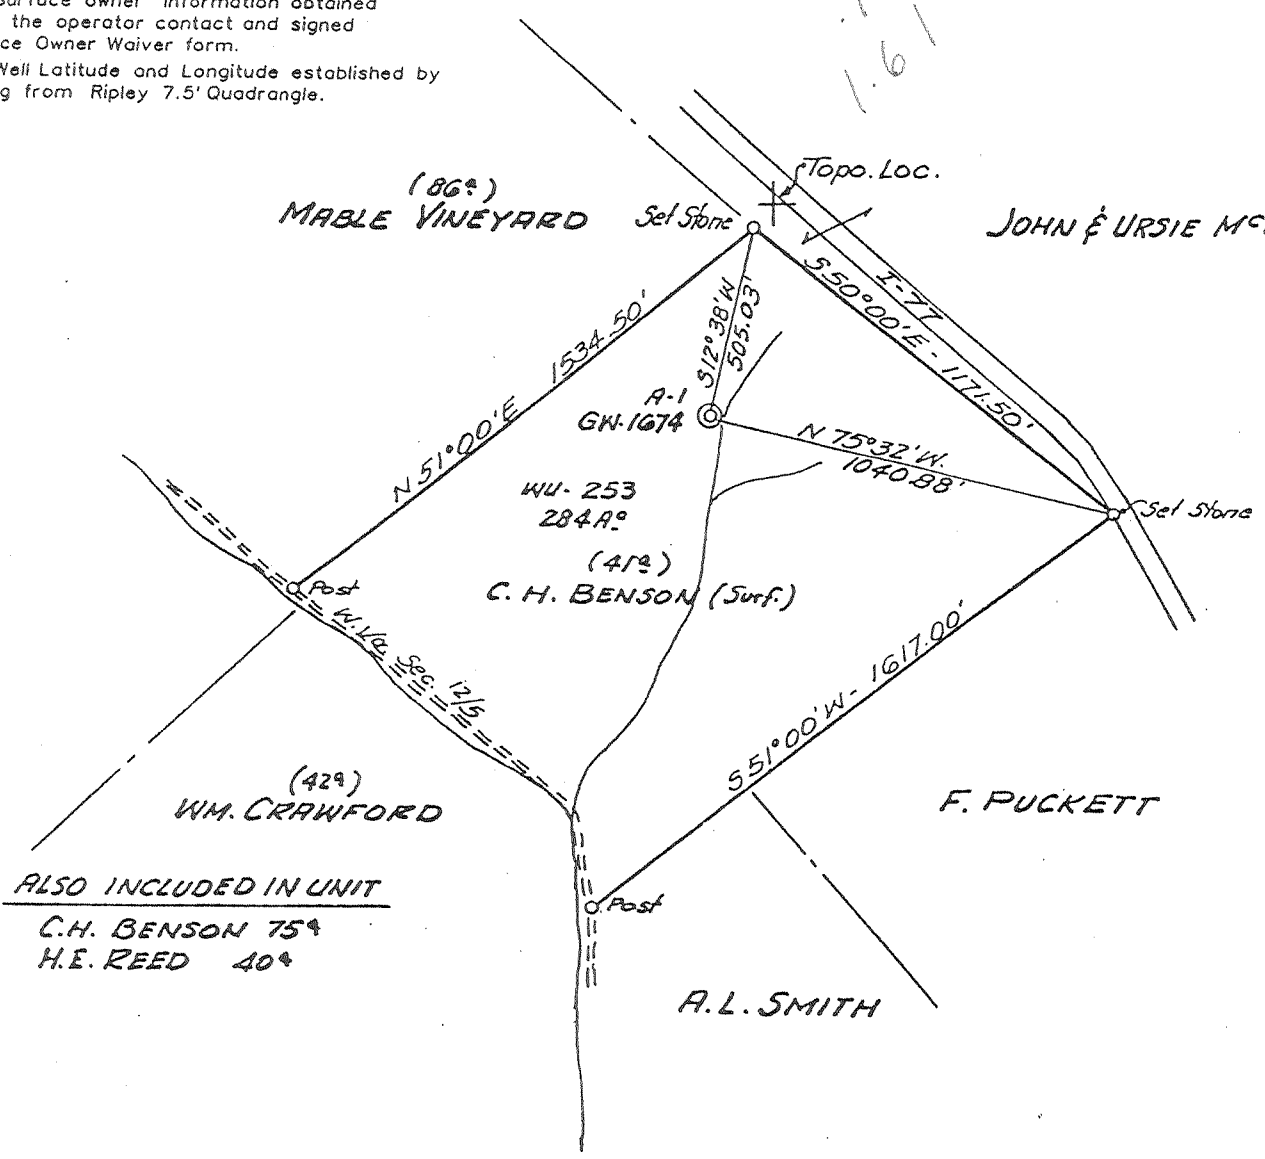 surface owner information obtained
the operator contact and signed
ce Owner Waiver form.
Well Latitude and Longitude established by
g from Ripley 7.5' Quadrangle.
1.61
Topo. Loc.
(86ª)
MABLE VINEYARD
Set Stone
JOHN & URSIE Mc.
I-77
S50°00'E - 1171.50'
S12°38'W
505.03'
N 51°00'E 1534.50'
A-1
GW-1674
N 75°32'W.
1040.88'
Set Stone
WU- 253
284Aº
(41ª)
C. H. BENSON (Surf.)
Post
W.Va. Sec. 12/5
S 51°00'W - 1617.00'
(42ª)
WM. CRAWFORD
F. PUCKETT
ALSO INCLUDED IN UNIT
C.H. BENSON 75ª
H.E. REED 40ª
Post
A.L. SMITH